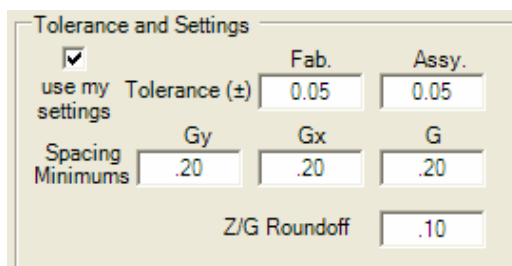 Tolerance and Settings
Fab. Assy.
use my settings Tolerance (±) 0.05 0.05
Gy Gx G
Spacing Minimums .20 .20 .20
Z/G Roundoff .10